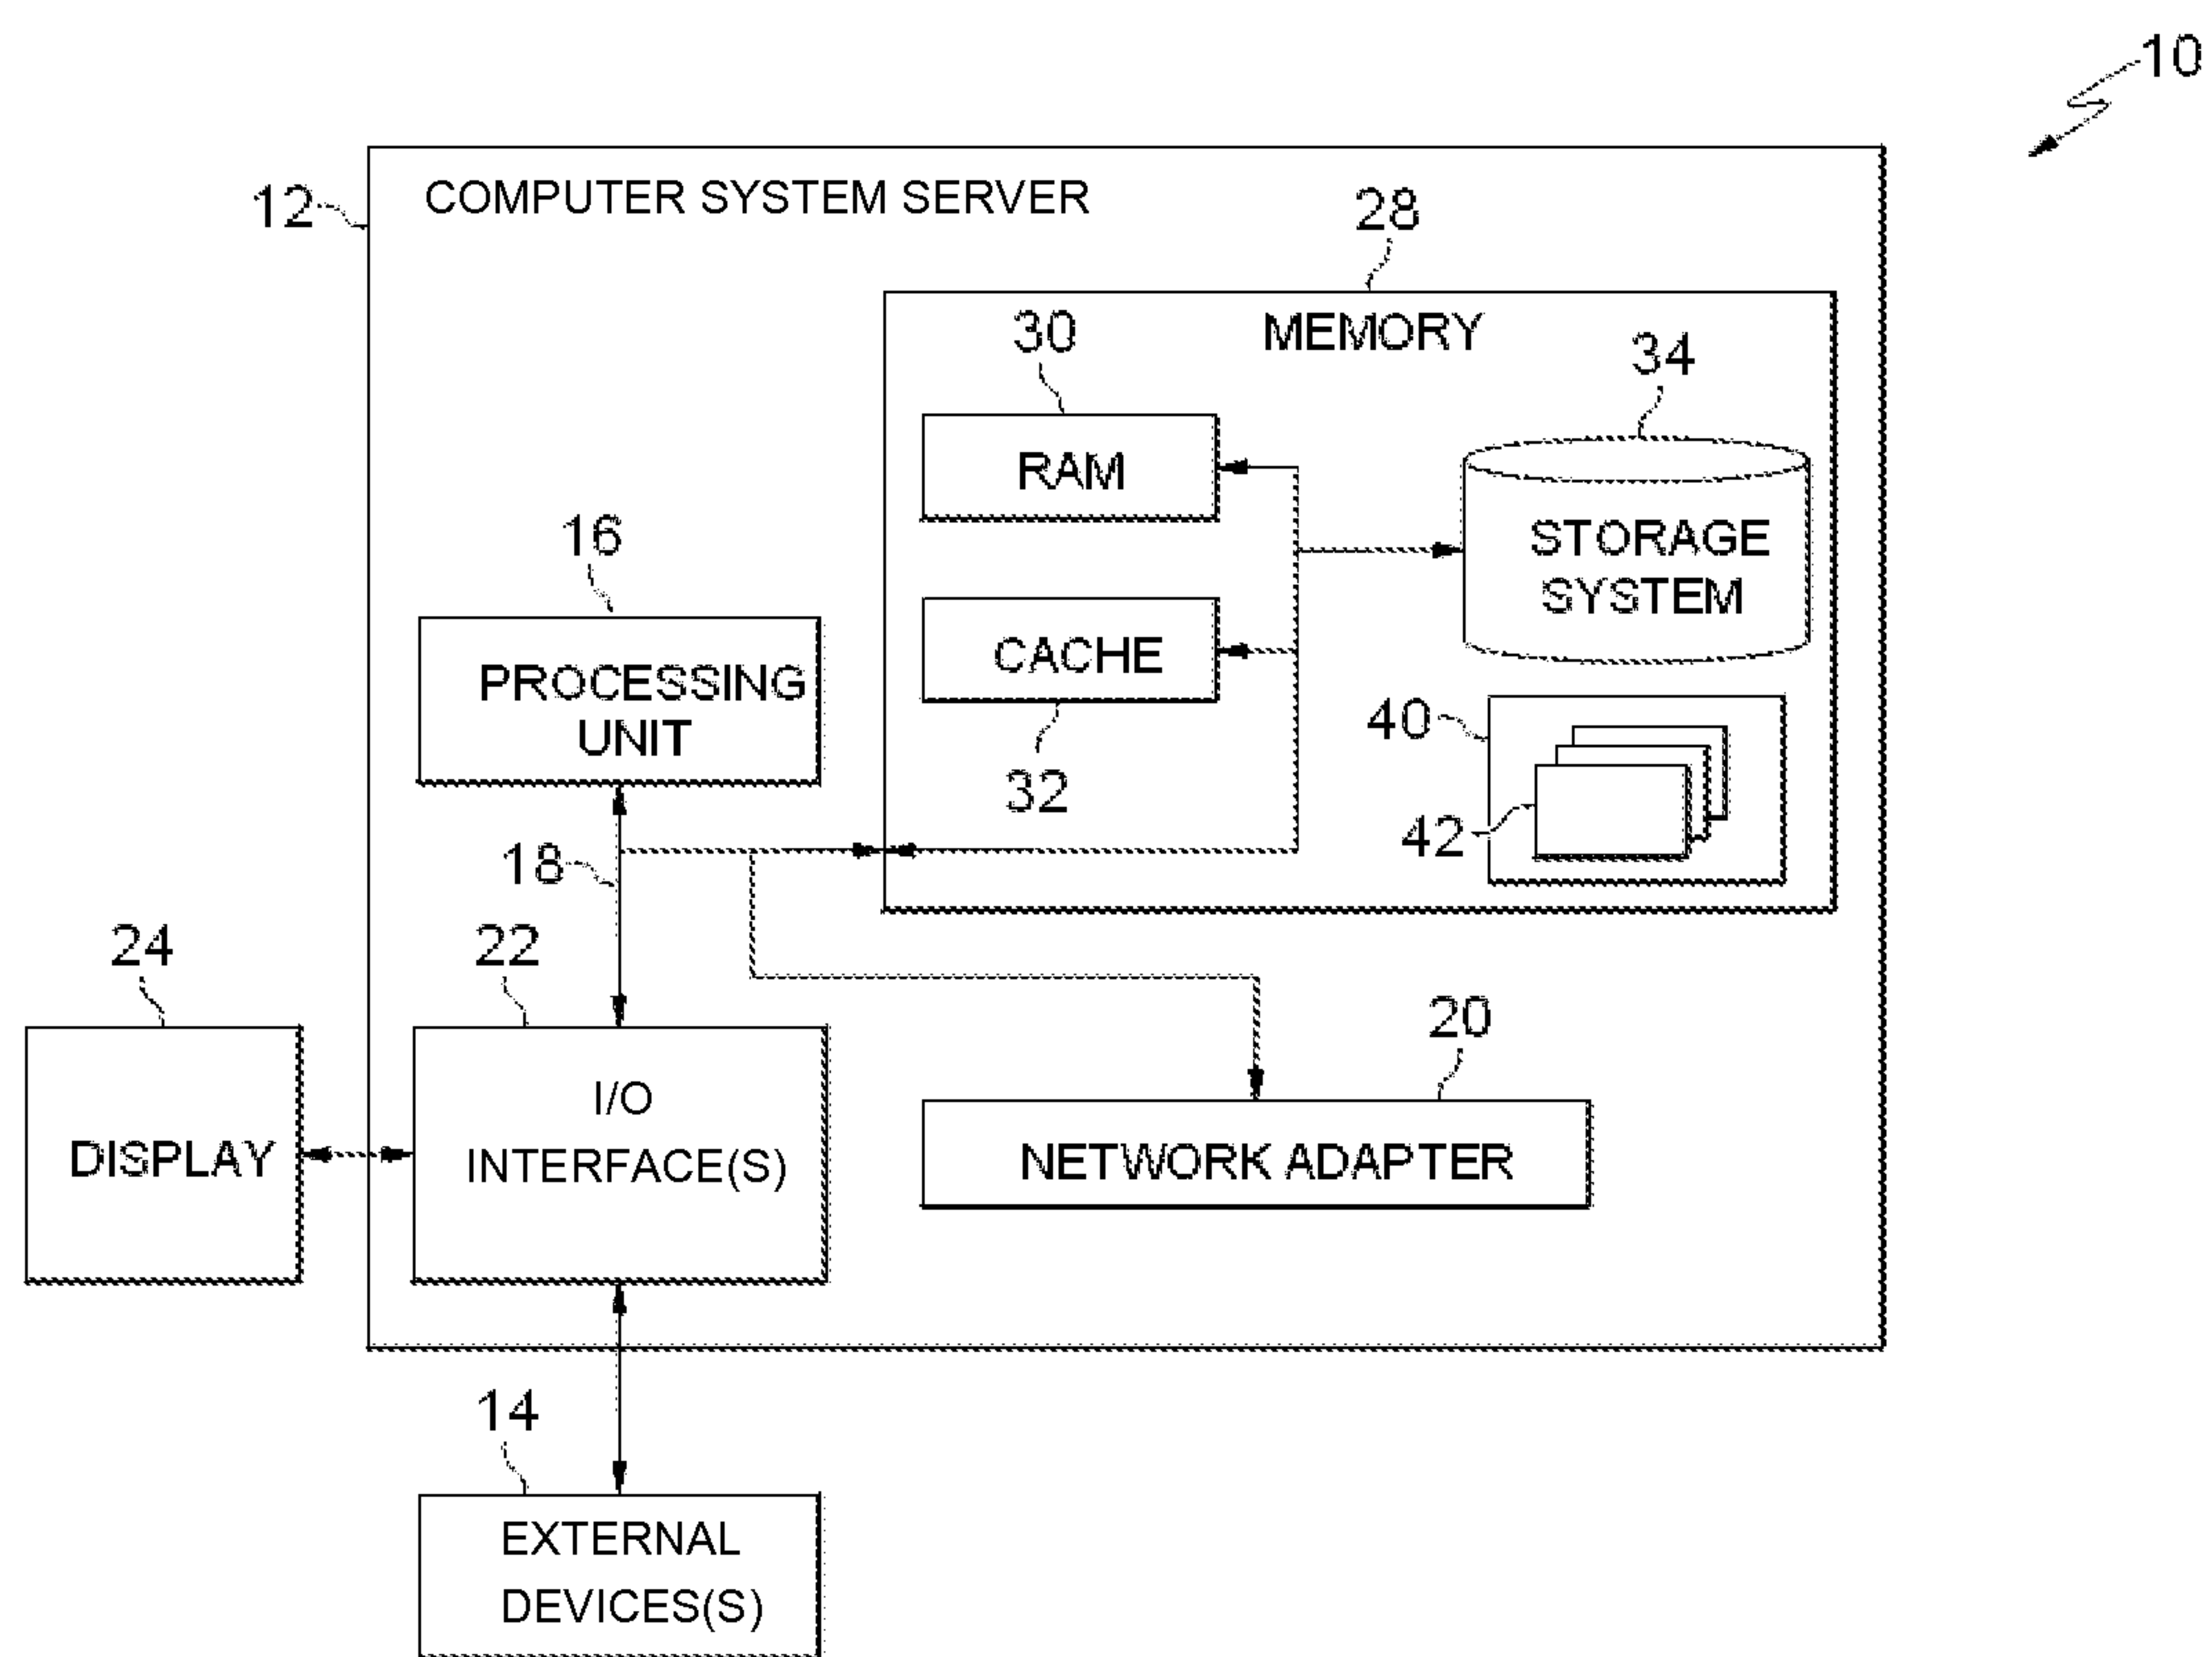 10
12
COMPUTER SYSTEM SERVER
28
MEMORY
30
34
RAM
STORAGE
SYSTEM
16
PROCESSING
UNIT
CACHE
32
40
42
18
24
22
20
DISPLAY
I/O
INTERFACE(S)
NETWORK ADAPTER
14
EXTERNAL
DEVICES(S)